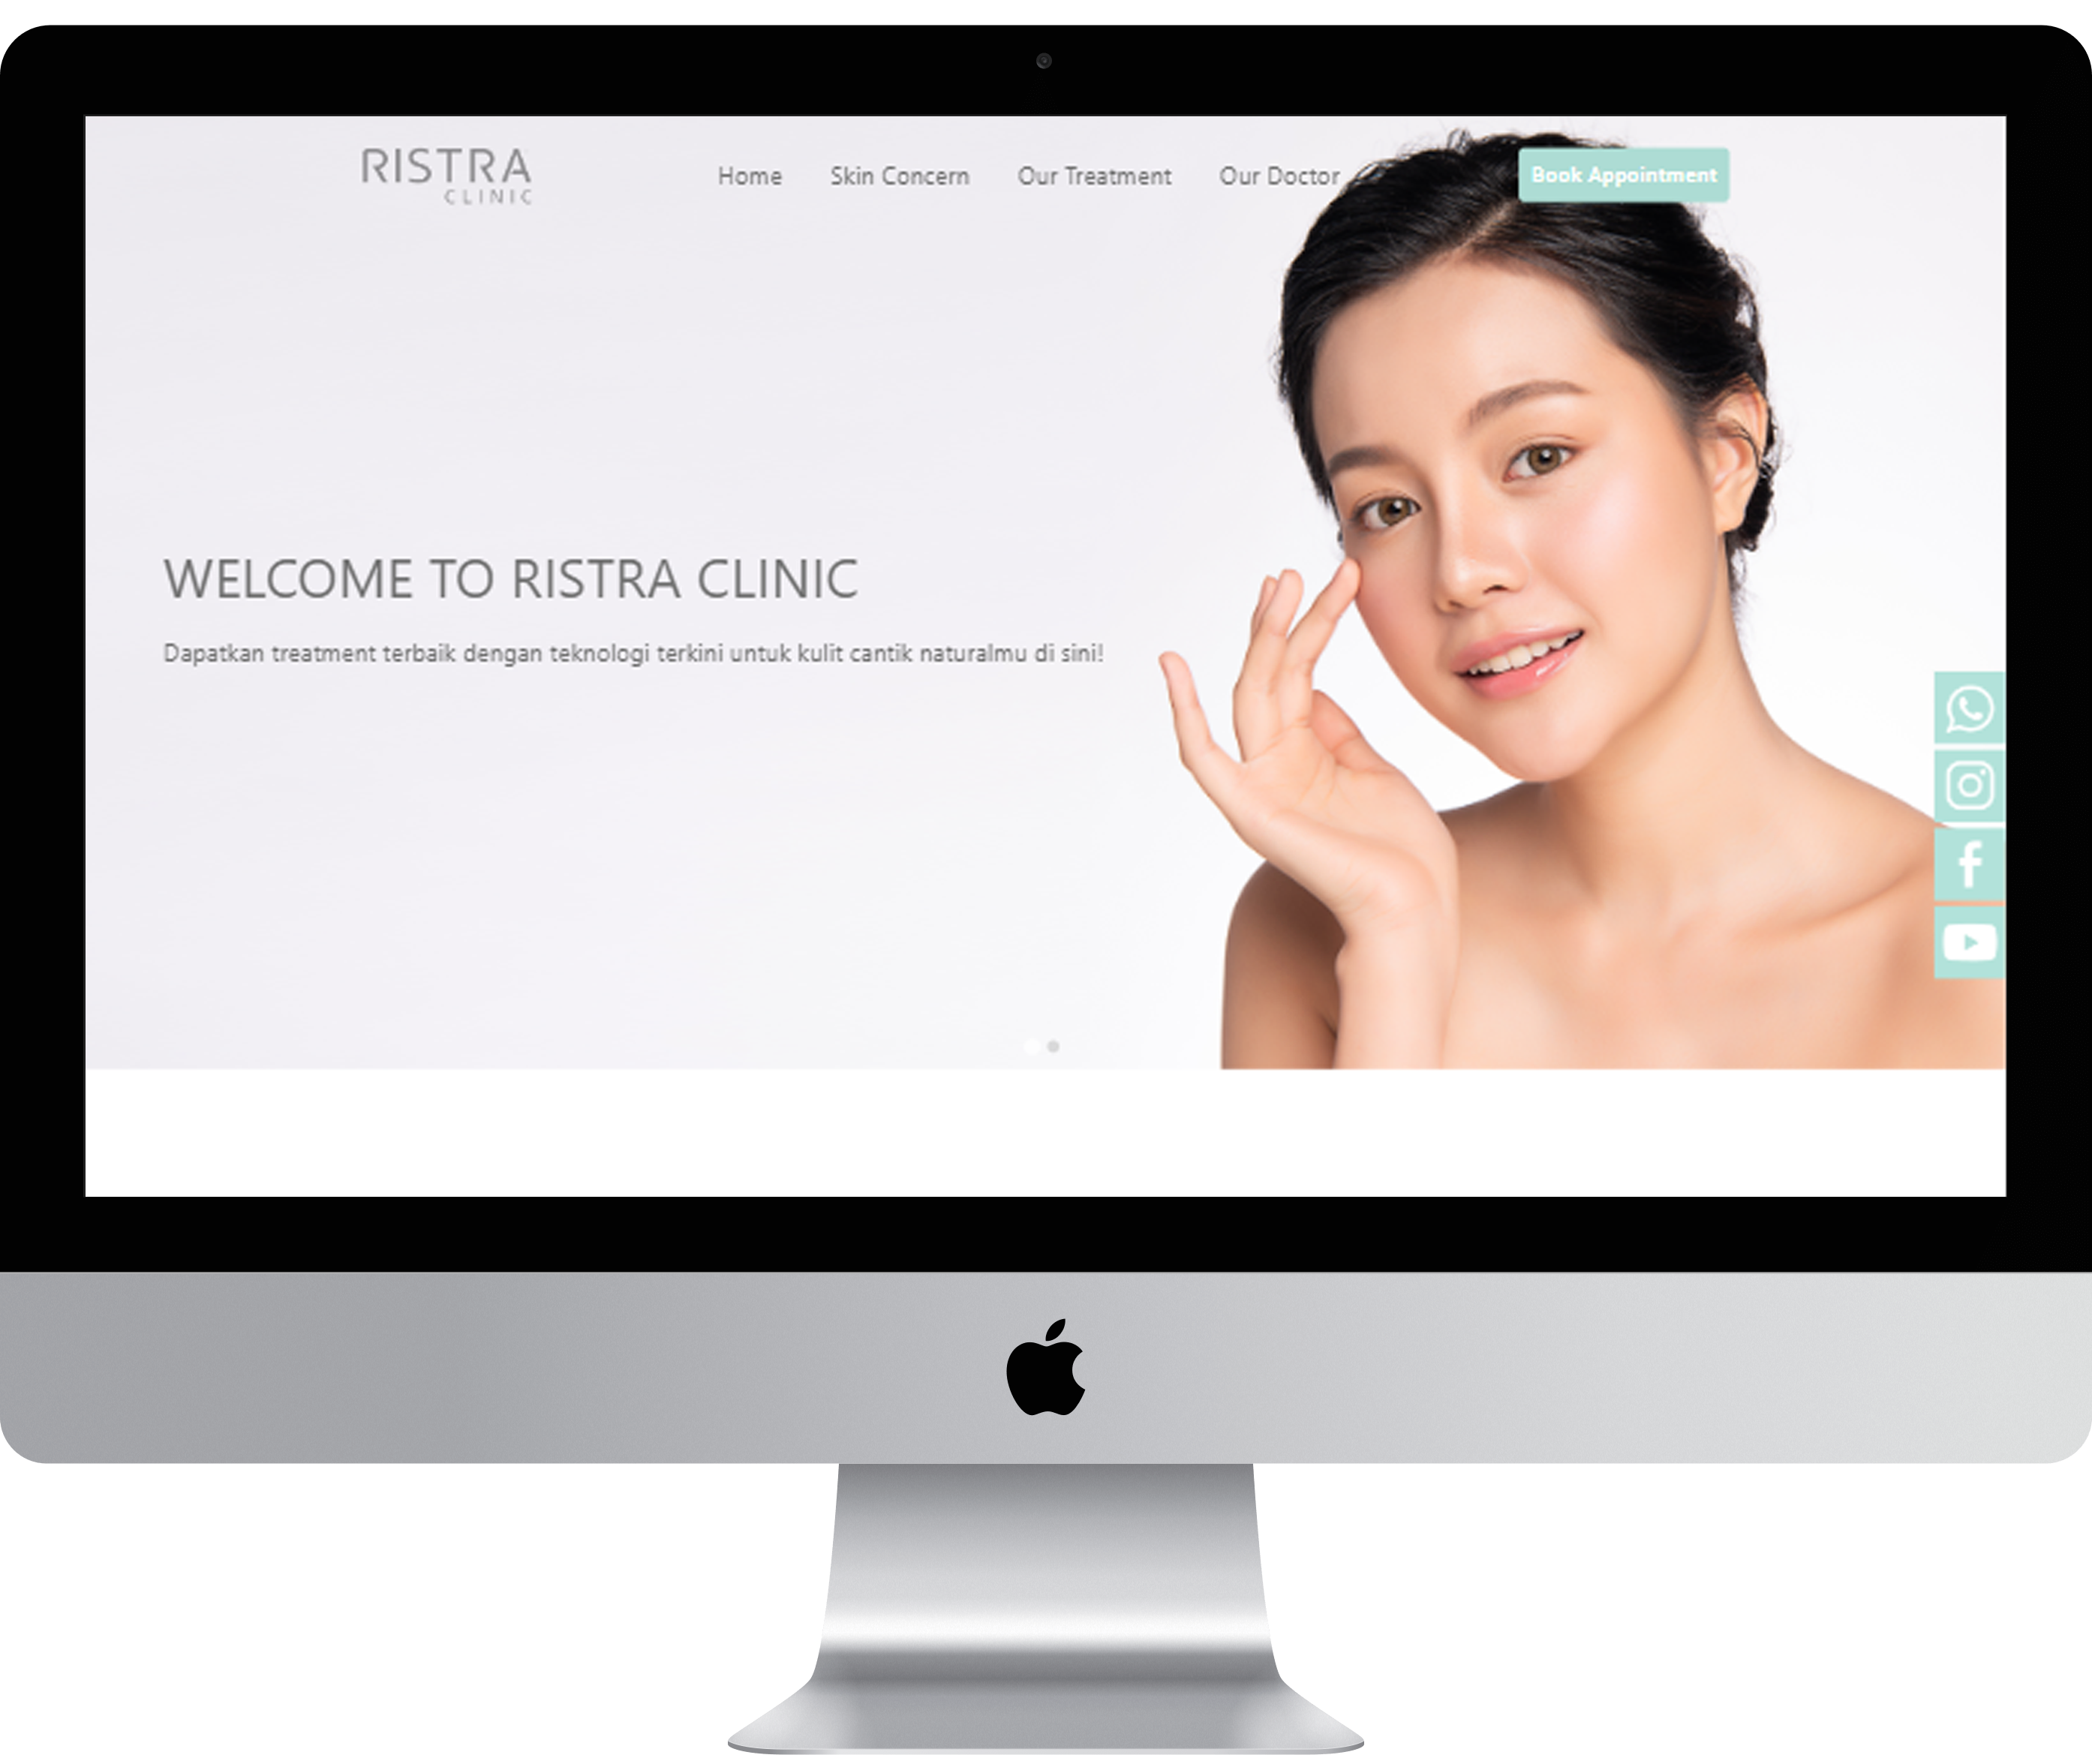 RISTRA
CLINIC
Home Skin Concern Our Treatment Our Doctor
Book Appointment
WELCOME TO RISTRA CLINIC
Dapatkan treatment terbaik dengan teknologi terkini untuk kulit cantik naturalmu di sini!